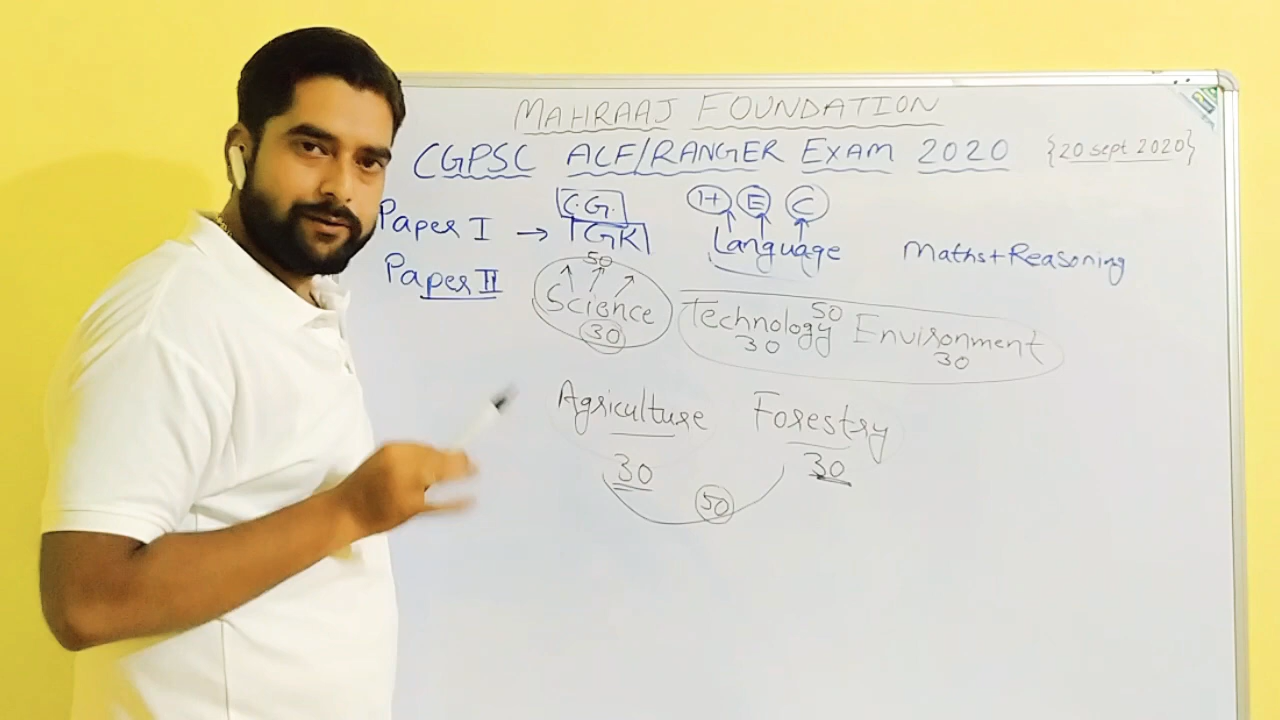 MAHRAAJ FOUNDATION
CGPSC ACF/RANGER EXAM 2020 {20 sept 2020}
C.G. H E C
Paper I → GK Language Maths+Reasoning
Paper II
50
Science Technology 50 Environment
30 30 30
Agriculture Forestry
30 30
50